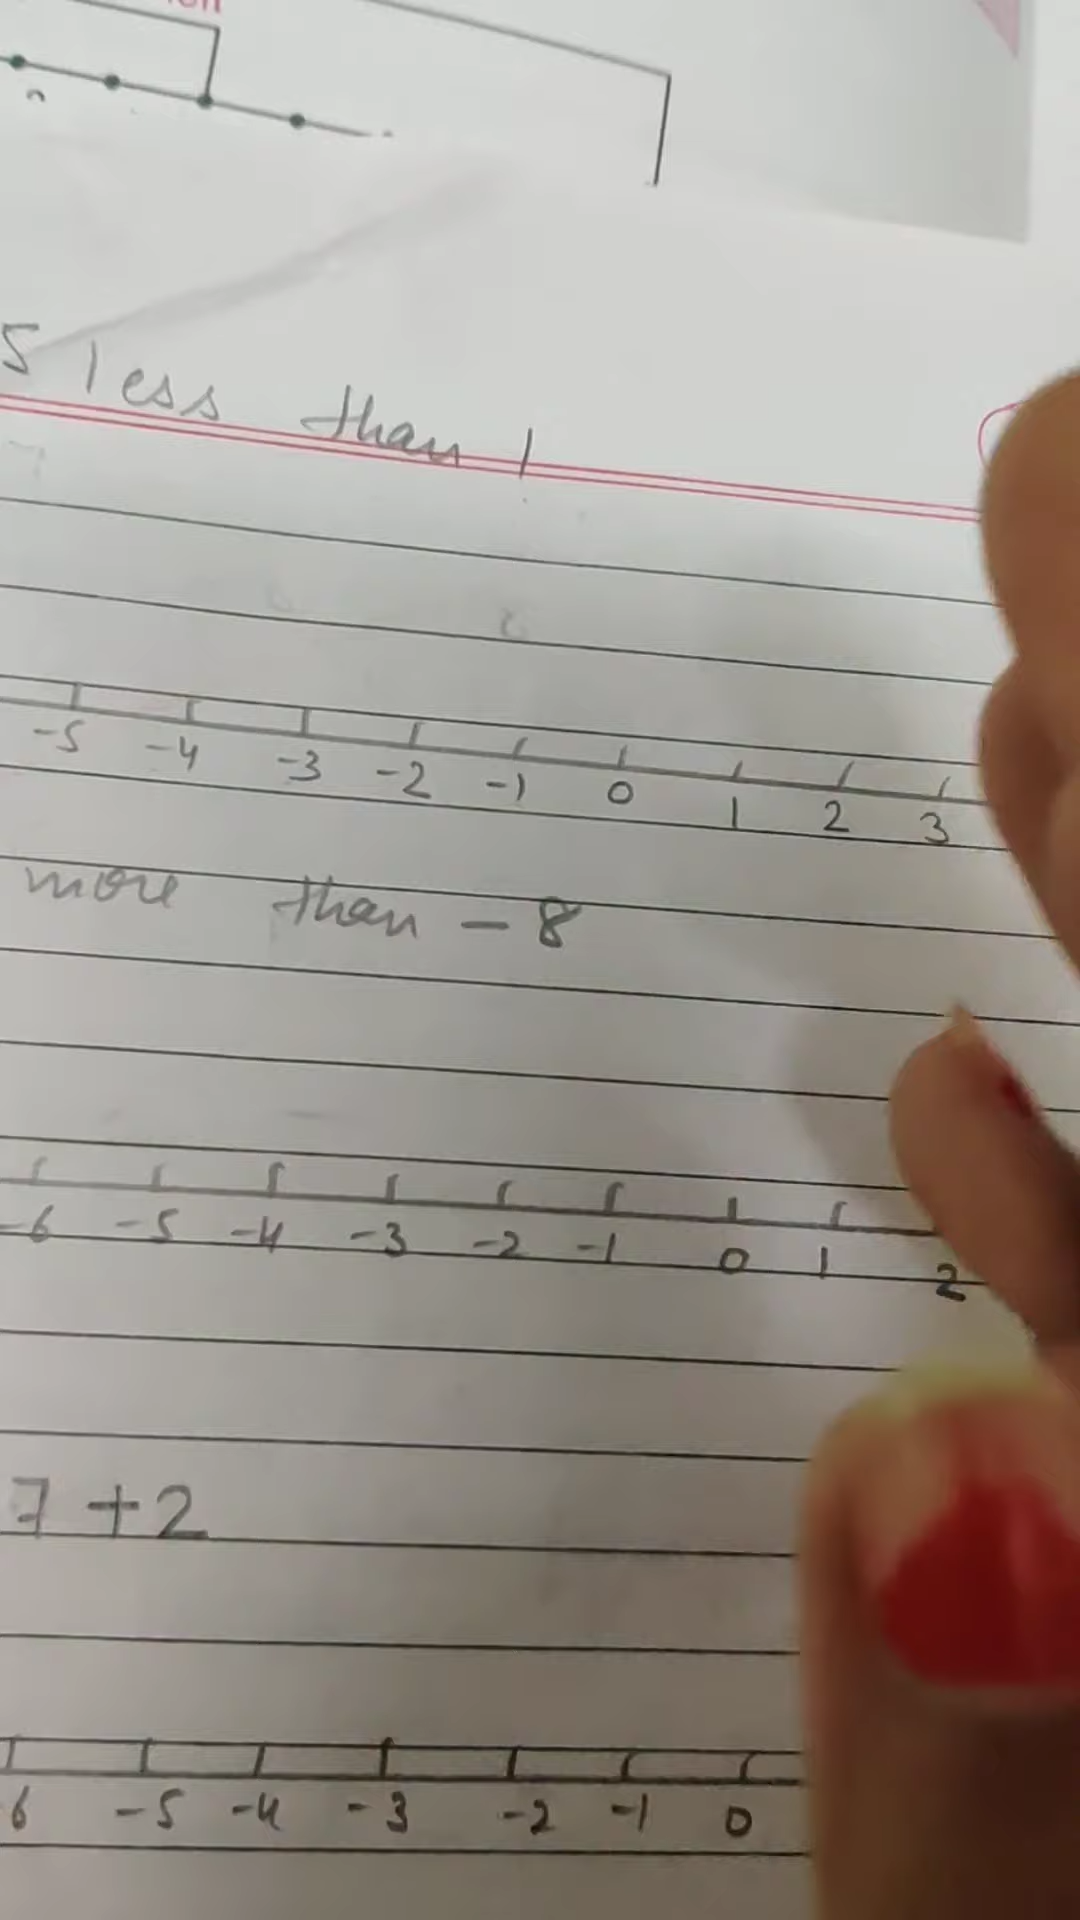 5 less than 1
-5 -4 -3 -2 -1 0 1 2 3
more than -8
-6 -5 -4 -3 -2 -1 0 1 2
7 +2
6 -5 -4 -3 -2 -1 0